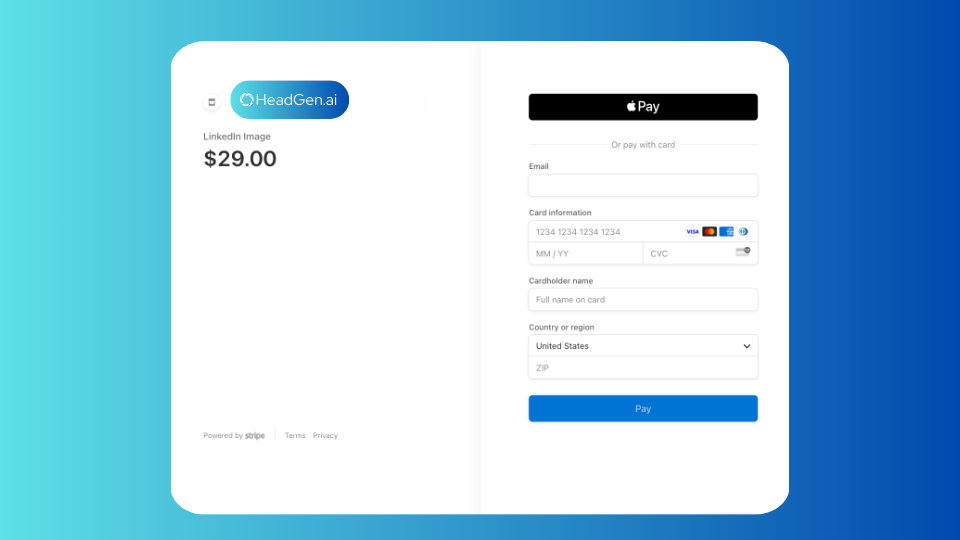 HeadGen.ai
LinkedIn Image
$29.00
Powered by stripe Terms Privacy
Pay
Or pay with card
Email
Card information
1234 1234 1234 1234 VISA
MM / YY CVC
Cardholder name
Full name on card
Country or region
United States
ZIP
Pay